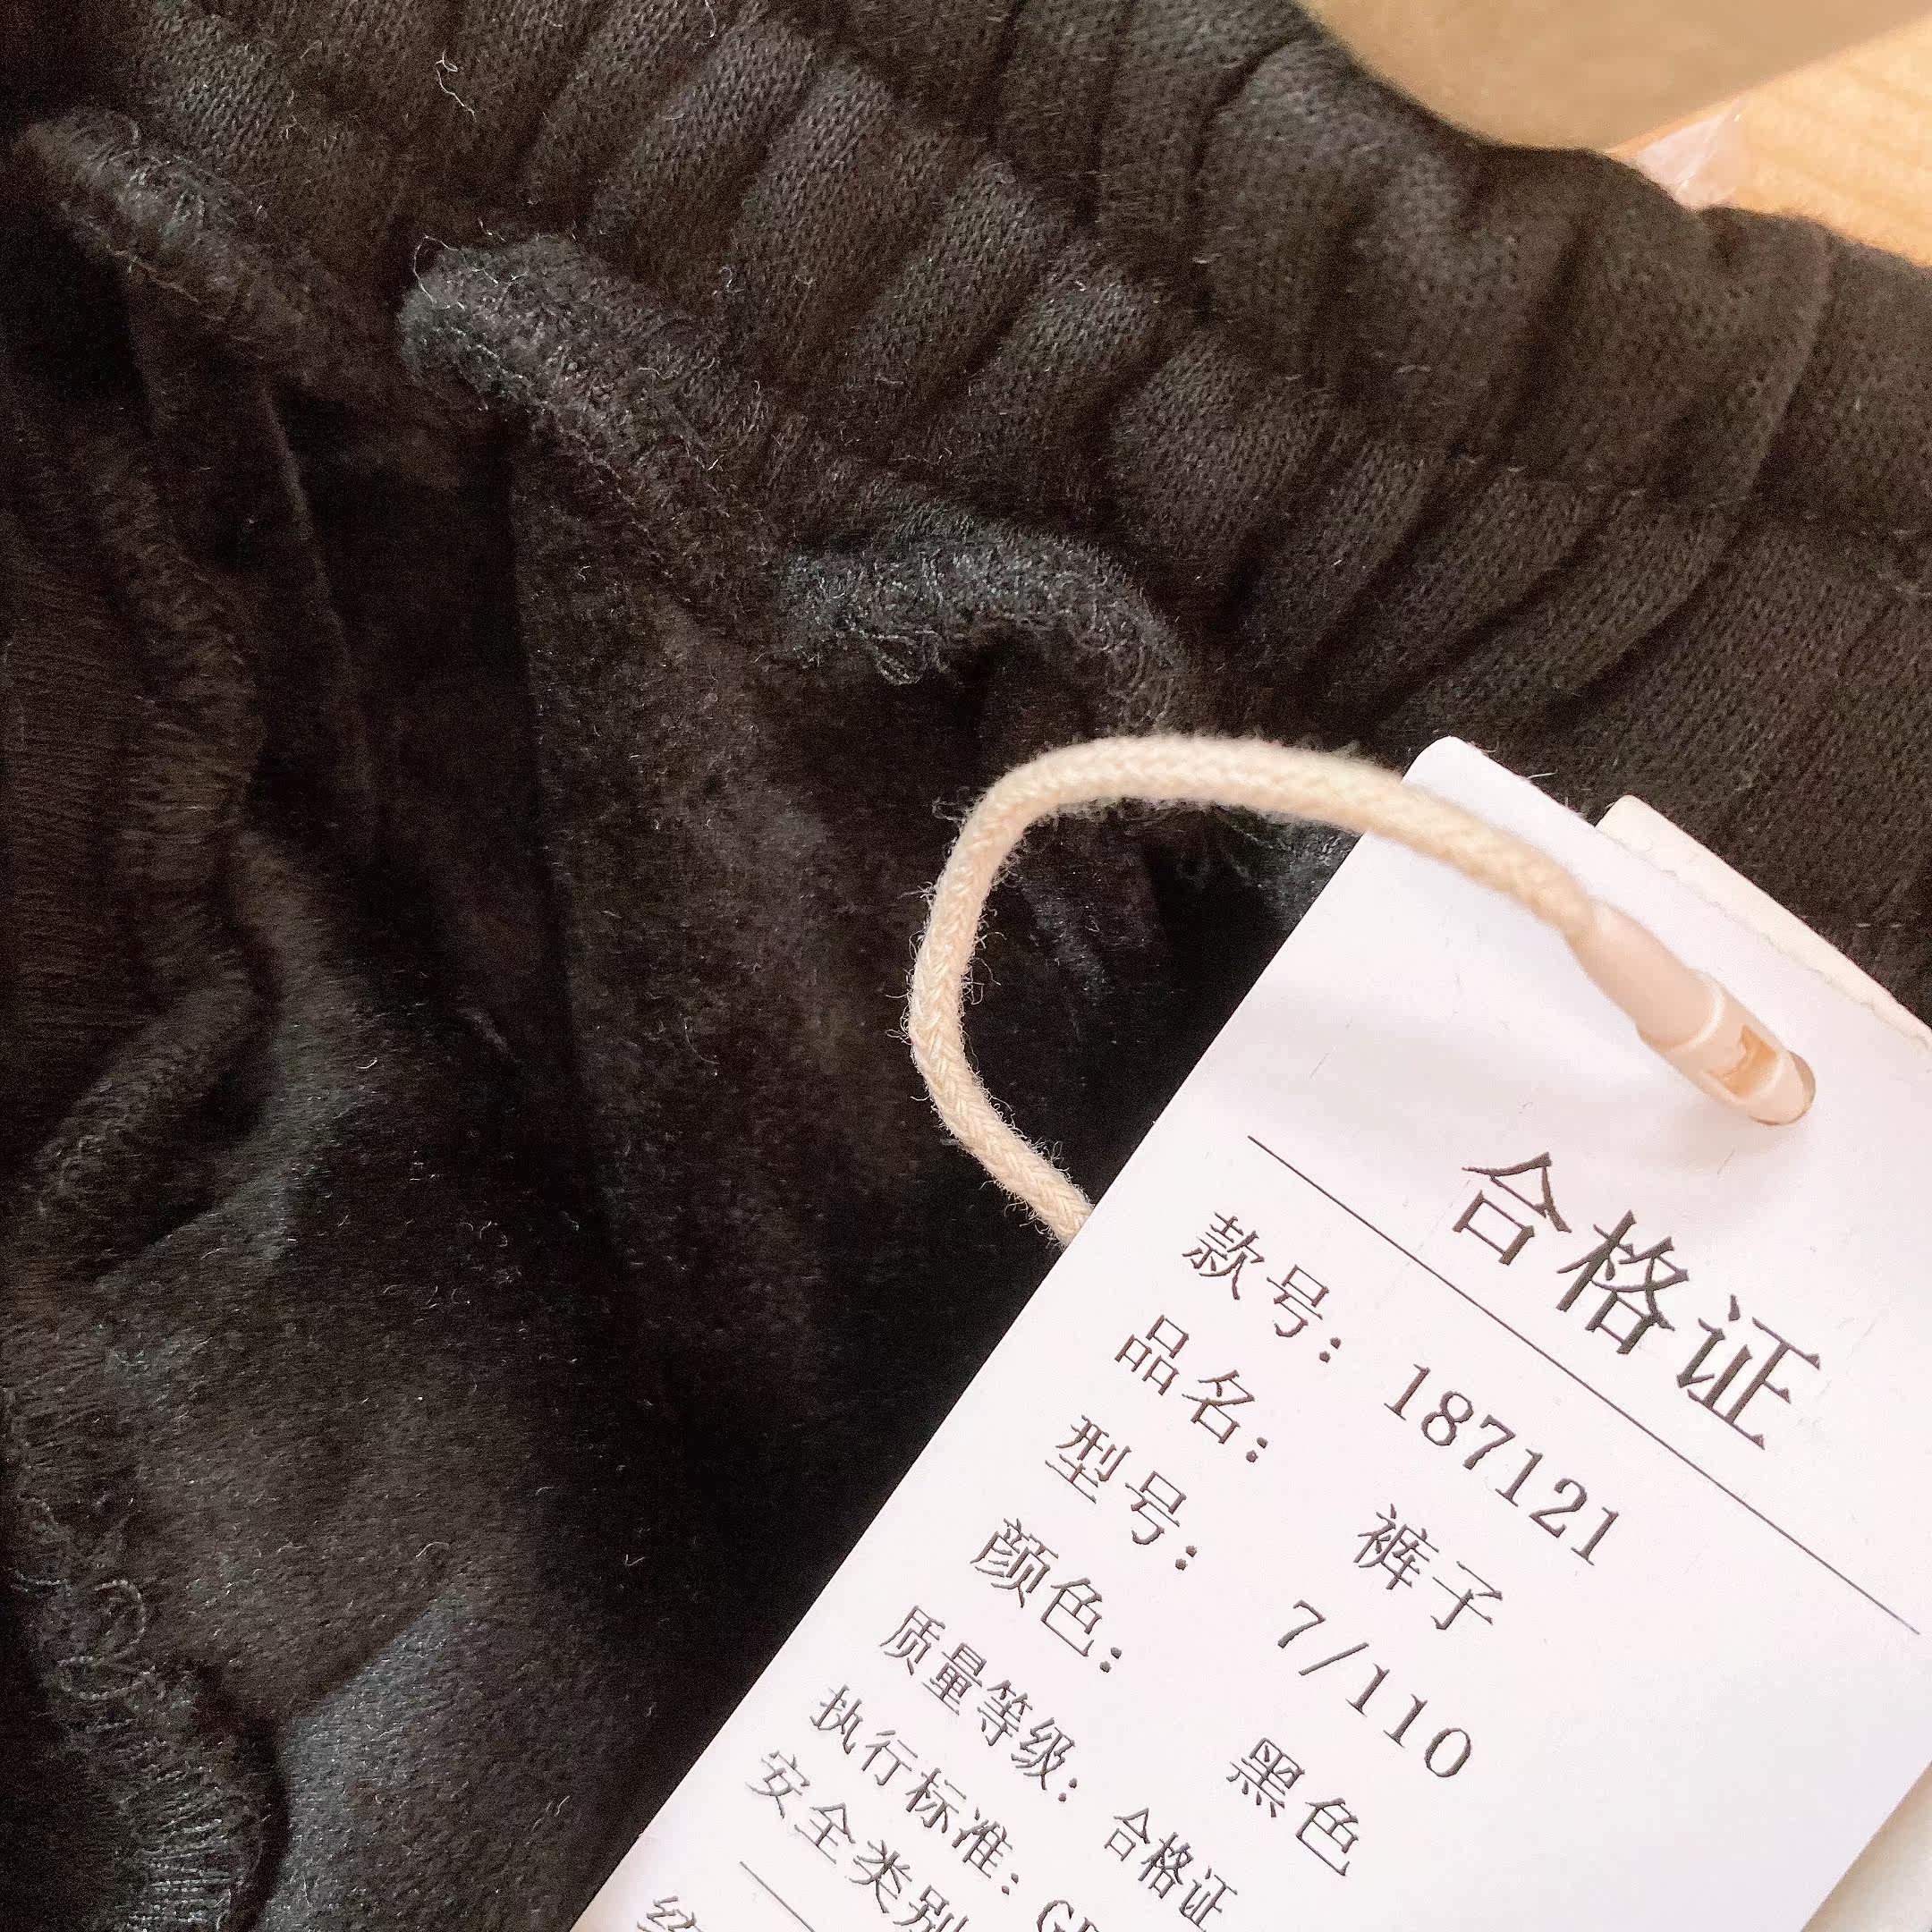 合格证
款号: 187121
品名: 裤子
型号: 7/110
颜色: 黑色
质量等级: 合格证
执行标准: G
安全类别